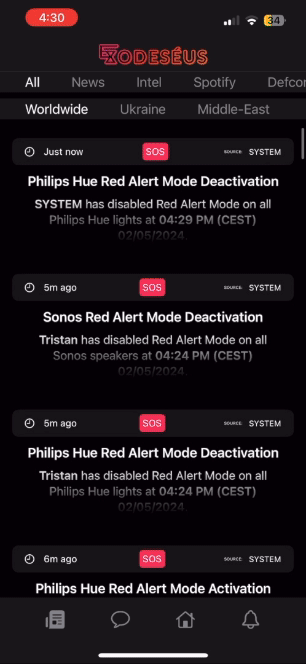 4:30
34
EXODESÉUS
All News Intel Spotify Defcon
Worldwide Ukraine Middle-East
Just now SOS SOURCE: SYSTEM
Philips Hue Red Alert Mode Deactivation
SYSTEM has disabled Red Alert Mode on all
Philips Hue lights at 04:29 PM (CEST)
02/05/2024.
5m ago SOS SOURCE: SYSTEM
Sonos Red Alert Mode Deactivation
Tristan has disabled Red Alert Mode on all
Sonos speakers at 04:24 PM (CEST)
02/05/2024.
5m ago SOS SOURCE: SYSTEM
Philips Hue Red Alert Mode Deactivation
Tristan has disabled Red Alert Mode on all
Philips Hue lights at 04:24 PM (CEST)
02/05/2024.
6m ago SOS SOURCE: SYSTEM
Philips Hue Red Alert Mode Activation